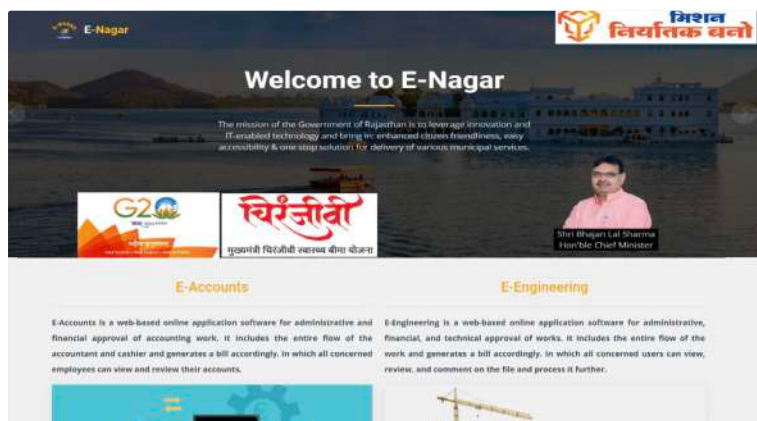 E-Nagar
मिशन
निर्यातक बनो
Welcome to E-Nagar
The mission of the Government of Rajasthan is to leverage innovation and
IT-enabled technology and bring in: enhanced citizen friendliness, easy
accessibility & one stop solution for delivery of various municipal services.
G20
चिरंजीवी
मुख्यमंत्री चिरंजीवी स्वास्थ्य बीमा योजना
Shri Bhajan Lal Sharma
Hon'ble Chief Minister
E-Accounts
E-Accounts is a web-based online application software for administrative and
financial approval of accounting work. It includes the entire flow of the
accountant and cashier and generates a bill accordingly. In which all concerned
employees can view and review their accounts.
E-Engineering
E-Engineering is a web-based online application software for administrative,
financial, and technical approval of works. It includes the entire flow of the
work and generates a bill accordingly. In which all concerned users can view,
review, and comment on the file and process it further.